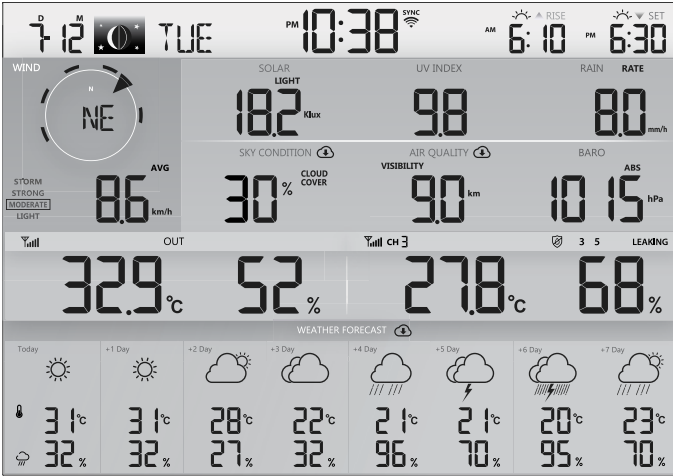 D M
7-12 TUE PM 10:38 SYNC AM 6:10 RISE PM 6:30 SET
WIND
N
NE
STORM
STRONG
MODERATE
LIGHT
AVG
8.6 km/h
SOLAR
LIGHT
18.2 Klux
UV INDEX
9.8
RAIN RATE
8.0 mm/h
SKY CONDITION
30 % CLOUD COVER
AIR QUALITY
VISIBILITY
9.0 km
BARO
ABS
1015 hPa
OUT
32.9 °C 52 %
CH 3 3 5 LEAKING
27.8 °C 68 %
WEATHER FORECAST
Today +1 Day +2 Day +3 Day +4 Day +5 Day +6 Day +7 Day
31 °C 31 °C 28 °C 22 °C 21 °C 21 °C 20 °C 23 °C
32 % 32 % 27 % 32 % 96 % 70 % 95 % 70 %